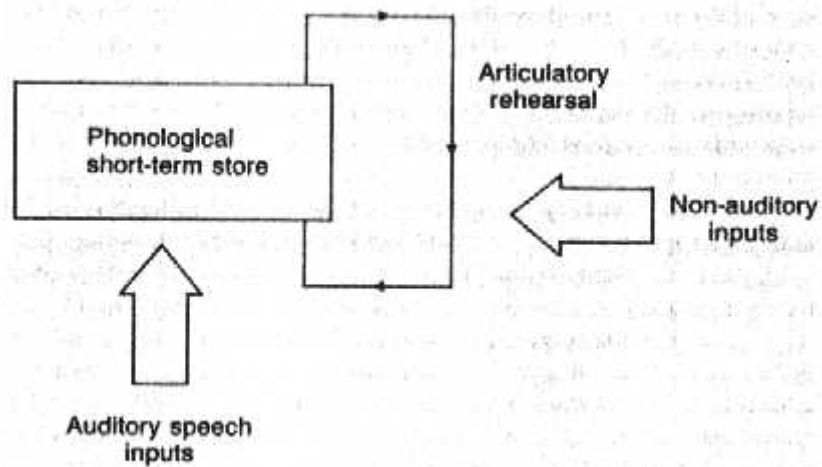 Articulatory
rehearsal
Phonological
short-term store
Non-auditory
inputs
Auditory speech
inputs